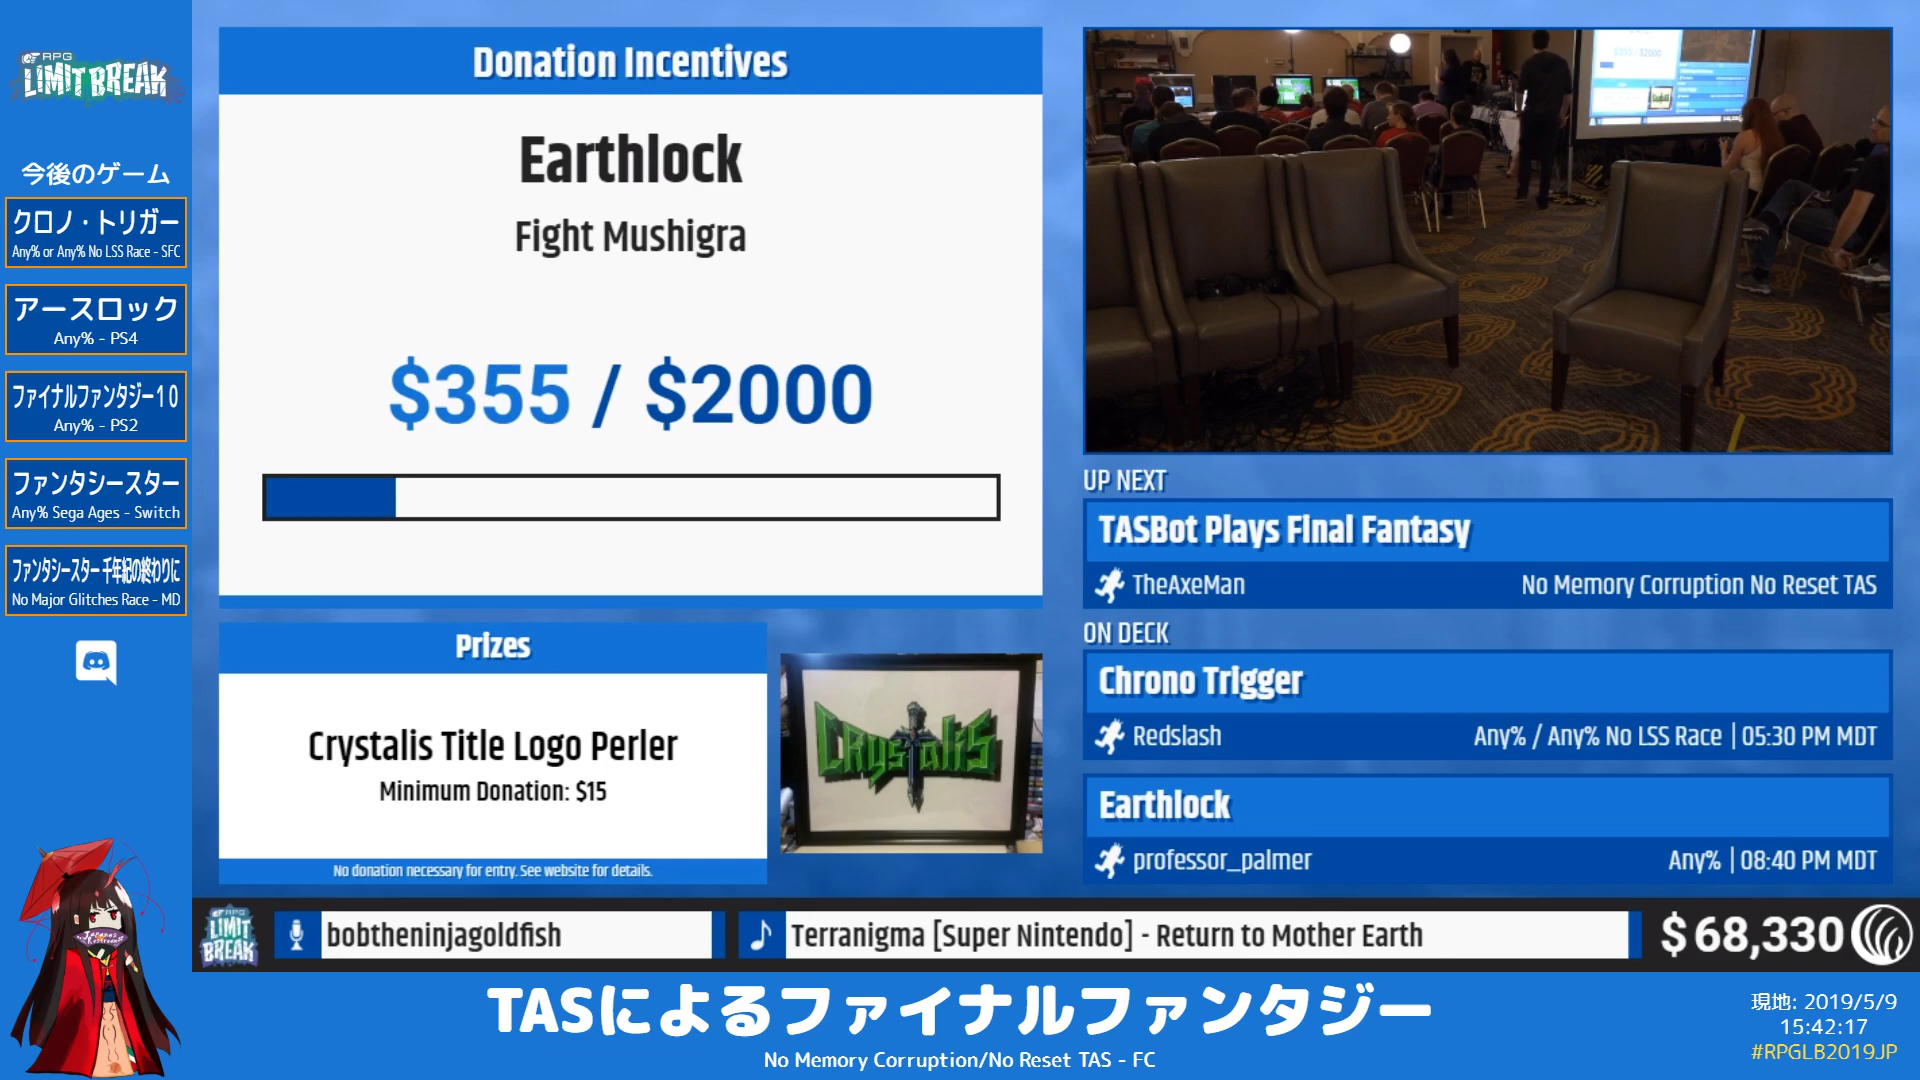 RPG
LIMIT BREAK
今後のゲーム
クロノ・トリガー
Any% or Any% No LSS Race - SFC
アースロック
Any% - PS4
ファイナルファンタジー10
Any% - PS2
ファンタシースター
Any% Sega Ages - Switch
ファンタシースター 千年紀の終わりに
No Major Glitches Race - MD
Donation Incentives
Earthlock
Fight Mushigra
$355 / $2000
Prizes
Crystalis Title Logo Perler
Minimum Donation: $15
No donation necessary for entry. See website for details.
CRYSTALIS
$355 / $2000
UP NEXT
TASBot Plays Final Fantasy
TheAxeMan
No Memory Corruption No Reset TAS
ON DECK
Chrono Trigger
Redslash
Any% / Any% No LSS Race | 05:30 PM MDT
Earthlock
professor_palmer
Any% | 08:40 PM MDT
RPG
LIMIT
BREAK
bobtheninjagoldfish
Terranigma [Super Nintendo] - Return to Mother Earth
$ 68,330
TASによるファイナルファンタジー
No Memory Corruption/No Reset TAS - FC
現地: 2019/5/9
15:42:17
#RPGLB2019JP
Japanese
Restream